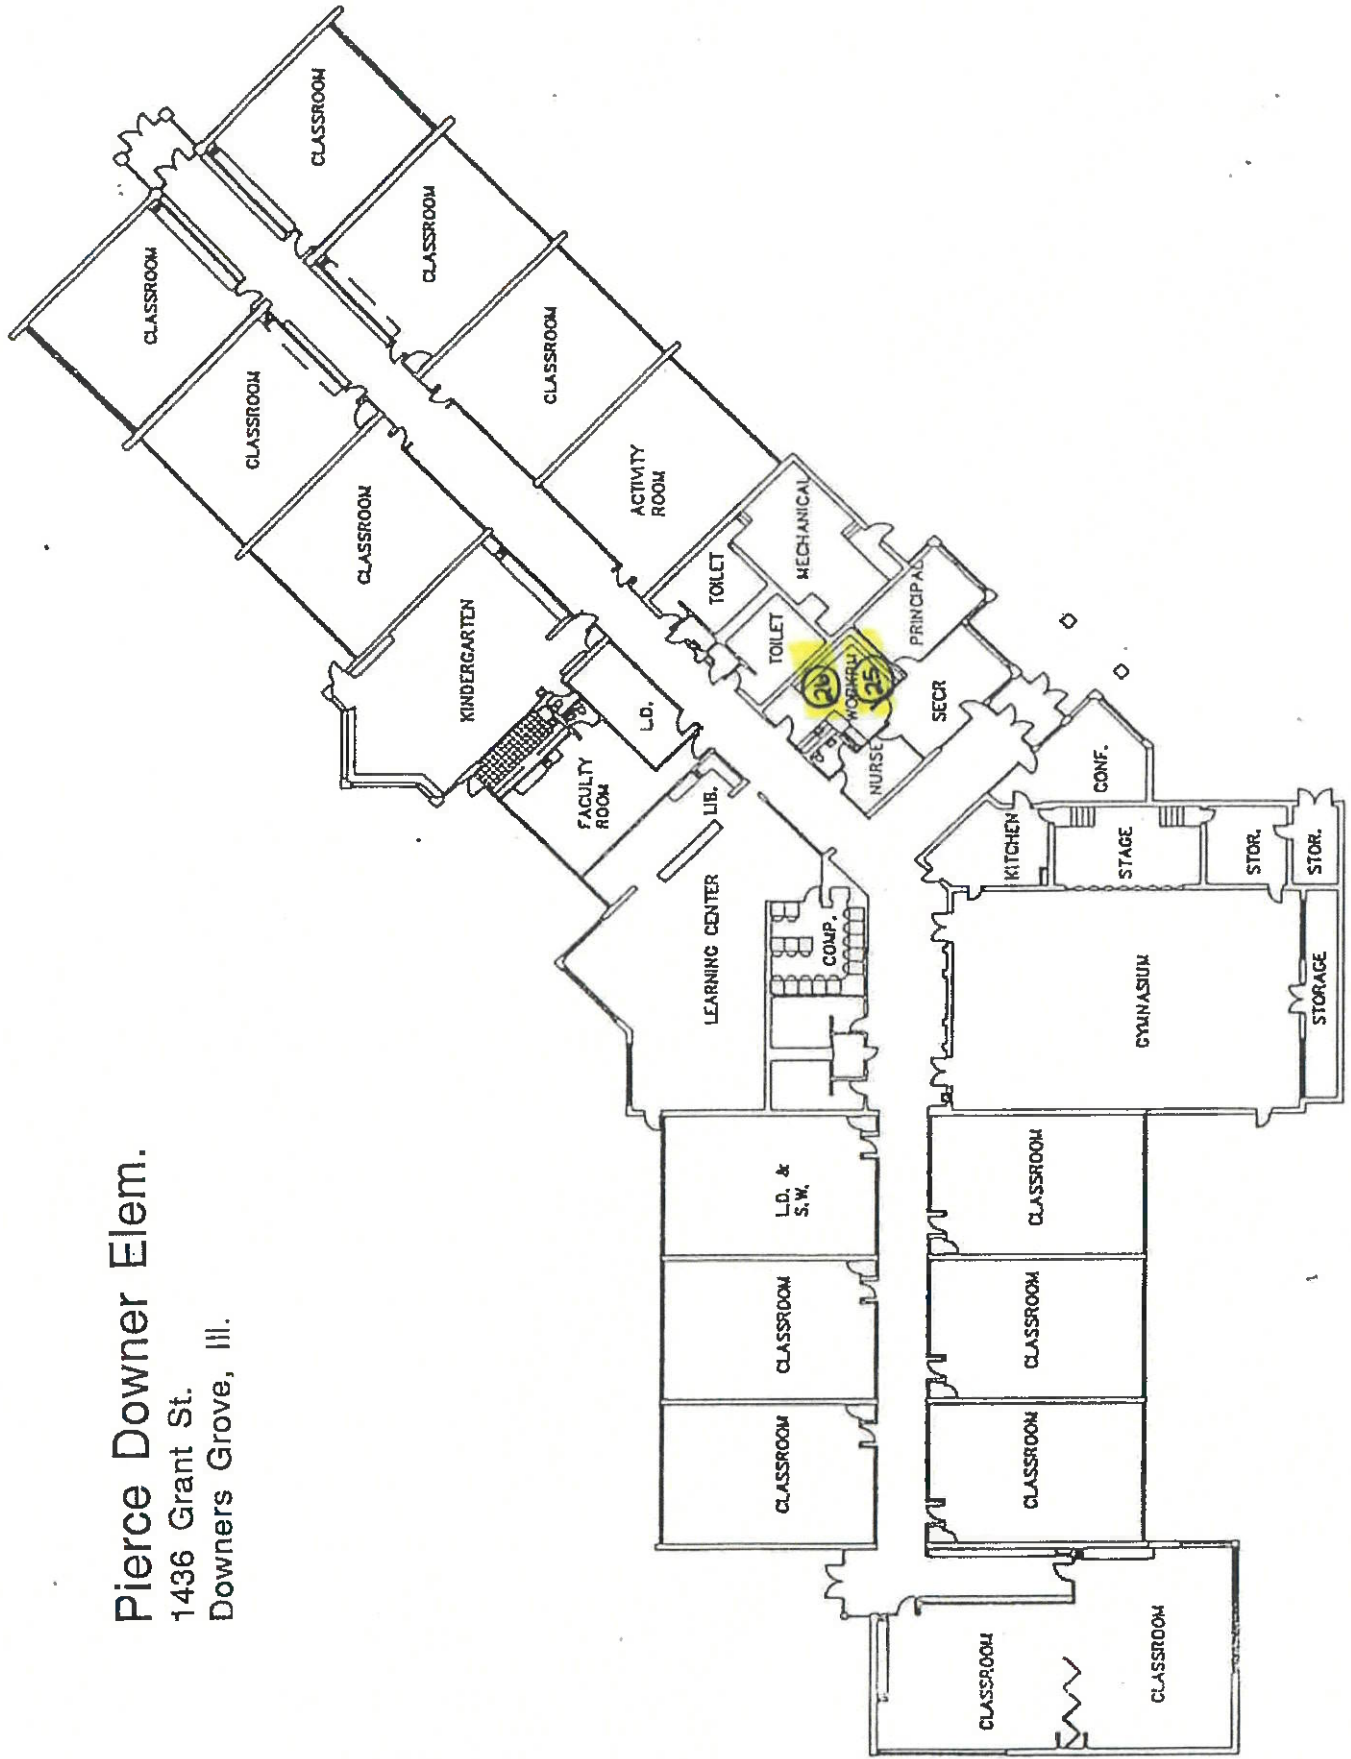 Pierce Downer Elem.
1436 Grant St.
Downers Grove, Ill.
CLASSROOM
CLASSROOM
CLASSROOM
CLASSROOM
CLASSROOM
CLASSROOM
ACTIVITY
ROOM
KINDERGARTEN
TOILET
MECHANICAL
TOILET
PRINCIPAL
26
WORKRM
25
SECR
NURSE
L.D.
FACULTY
ROOM
LIB.
LEARNING CENTER
COMP.
CONF.
KITCHEN
STAGE
STOR.
STOR.
GYMNASIUM
STORAGE
L.D. &
S.W.
CLASSROOM
CLASSROOM
CLASSROOM
CLASSROOM
CLASSROOM
CLASSROOM
CLASSROOM